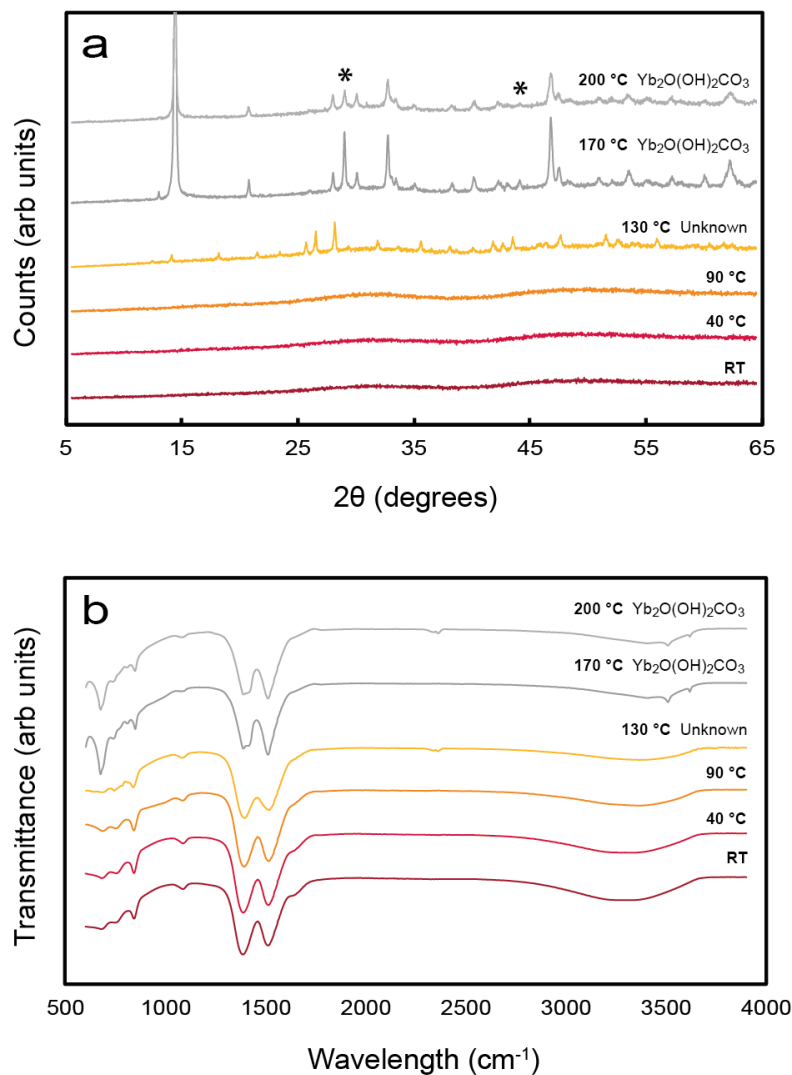 a
*
*
200 °C Yb₂O(OH)₂CO₃
170 °C Yb₂O(OH)₂CO₃
130 °C Unknown
90 °C
40 °C
RT
Counts (arb units)
5 15 25 35 45 55 65
2θ (degrees)
b
200 °C Yb₂O(OH)₂CO₃
170 °C Yb₂O(OH)₂CO₃
130 °C Unknown
90 °C
40 °C
RT
Transmittance (arb units)
500 1000 1500 2000 2500 3000 3500 4000
Wavelength (cm⁻¹)